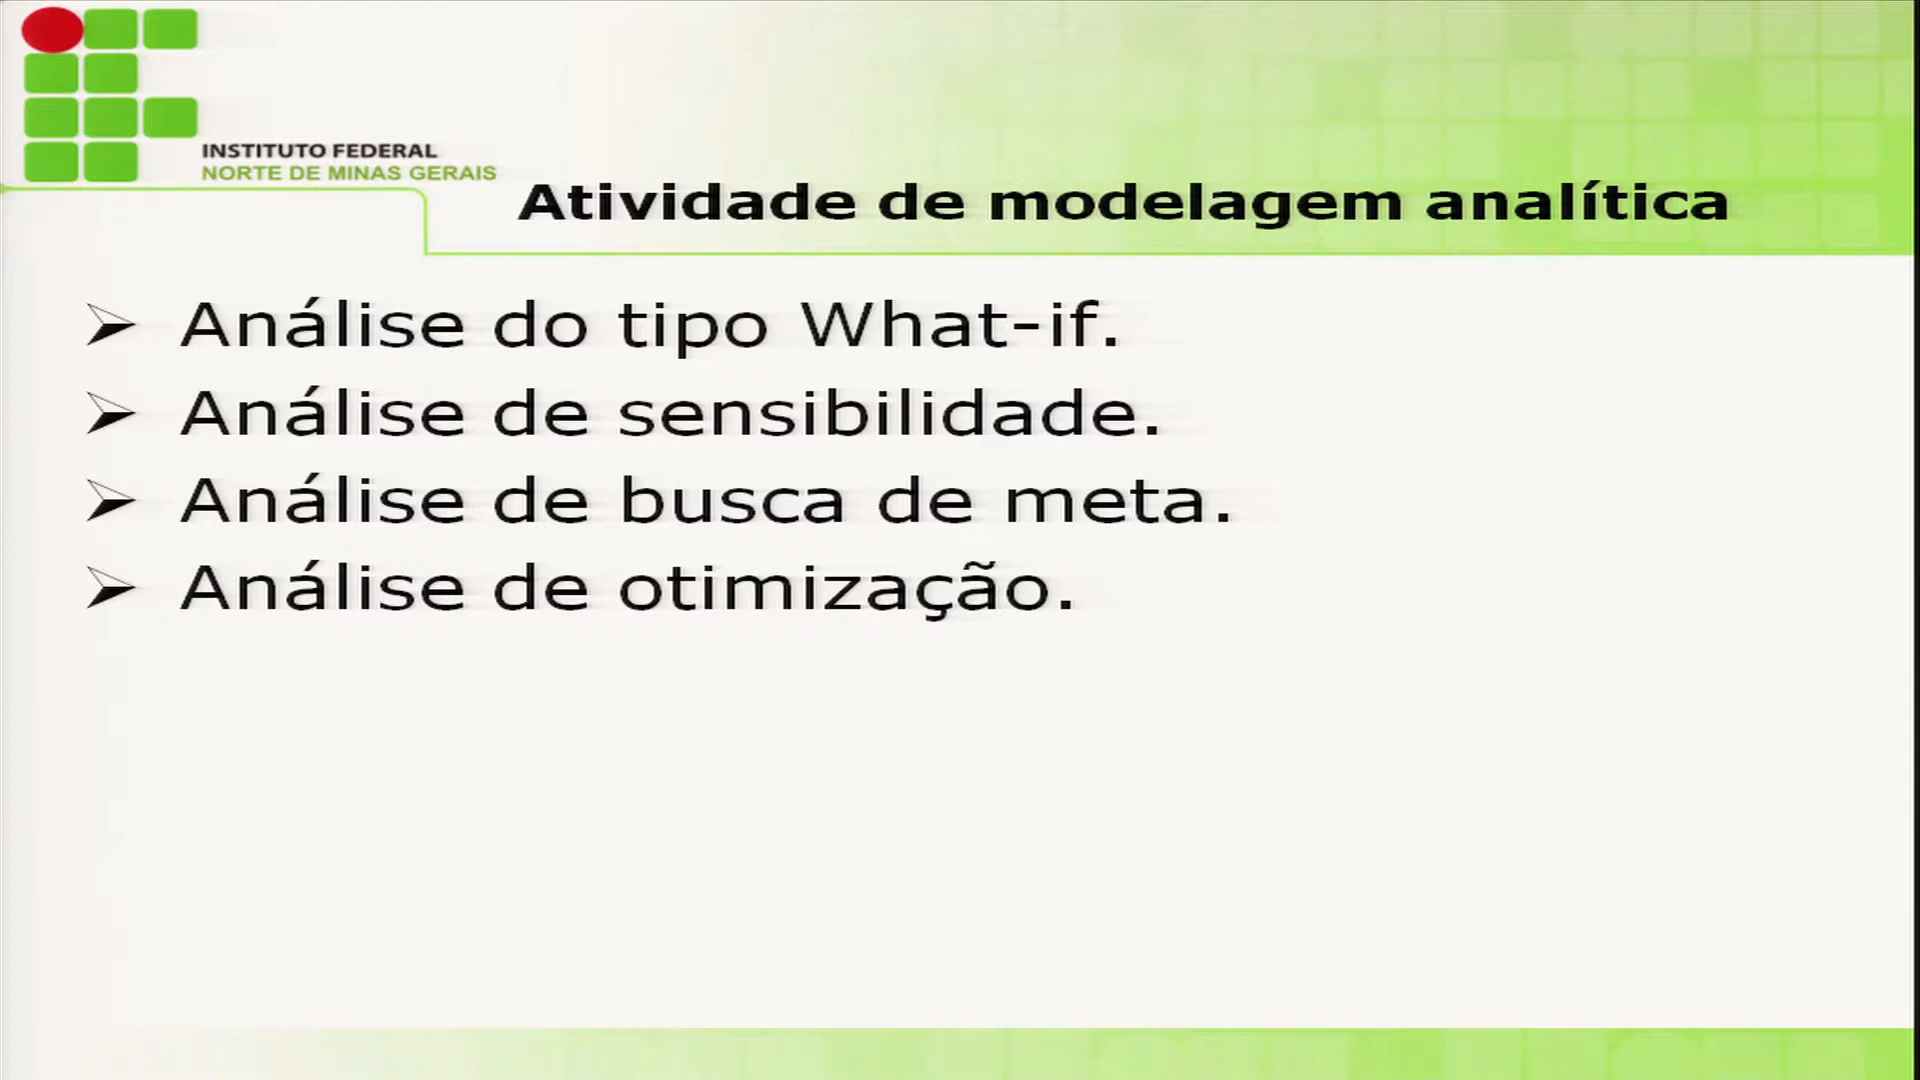 INSTITUTO FEDERAL
NORTE DE MINAS GERAIS
Atividade de modelagem analítica
Análise do tipo What-if.
Análise de sensibilidade.
Análise de busca de meta.
Análise de otimização.